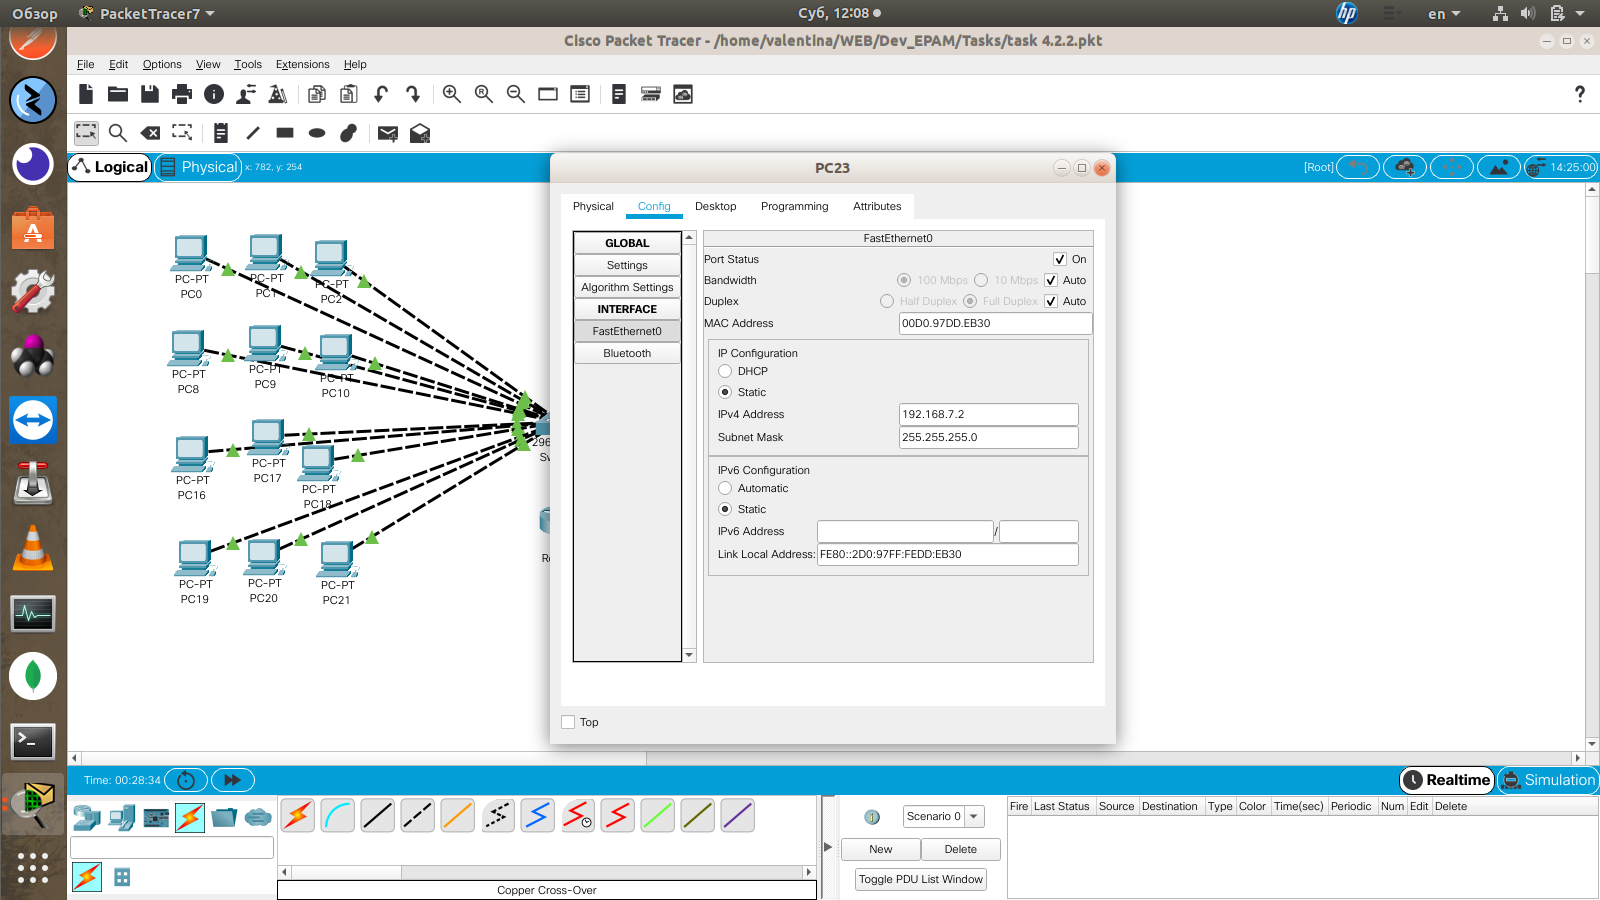 Обзор PacketTracer7 Суб, 12:08 en
Cisco Packet Tracer - /home/valentina/WEB/Dev_EPAM/Tasks/task 4.2.2.pkt
File Edit Options View Tools Extensions Help
?
Logical Physical x: 782, y: 254 [Root] 14:25:00
PC23
Physical Config Desktop Programming Attributes
GLOBAL
Settings
Algorithm Settings
INTERFACE
FastEthernet0
Bluetooth
FastEthernet0
Port Status On
Bandwidth 100 Mbps 10 Mbps Auto
Duplex Half Duplex Full Duplex Auto
MAC Address 00D0.97DD.EB30
IP Configuration
DHCP
Static
IPv4 Address 192.168.7.2
Subnet Mask 255.255.255.0
IPv6 Configuration
Automatic
Static
IPv6 Address /
Link Local Address: FE80::2D0:97FF:FEDD:EB30
Top
PC-PT
PC0
PC-PT
PC1
PC-PT
PC2
PC-PT
PC8
PC-PT
PC9
PC-PT
PC10
PC-PT
PC16
PC-PT
PC17
PC-PT
PC18
PC-PT
PC19
PC-PT
PC20
PC-PT
PC21
296
Sw
Ro
Time: 00:28:34 Realtime Simulation
Scenario 0
New Delete
Toggle PDU List Window
Fire Last Status Source Destination Type Color Time(sec) Periodic Num Edit Delete
Copper Cross-Over